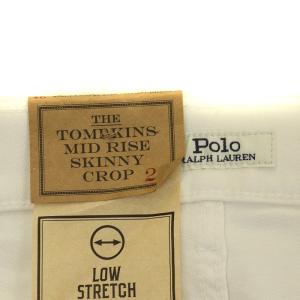 THE
TOMPKINS
MID RISE
SKINNY
CROP 2
Polo
RALPH LAUREN
LOW
STRETCH